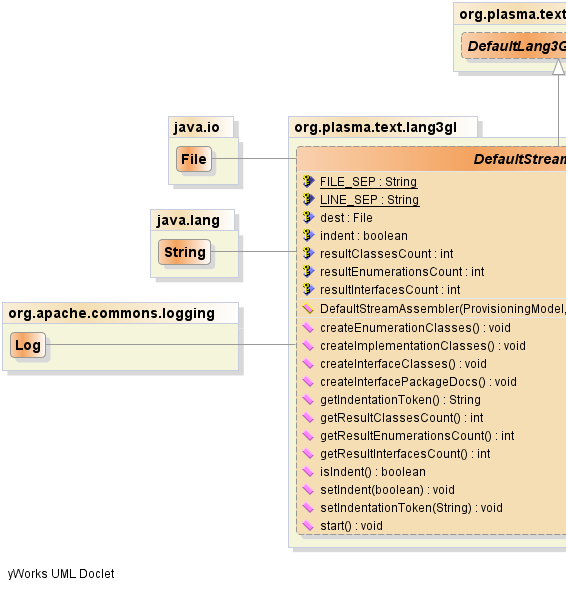 org.plasma.text
DefaultLang3G
java.io
File
org.plasma.text.lang3gl
DefaultStream
FILE_SEP : String
LINE_SEP : String
dest : File
indent : boolean
resultClassesCount : int
resultEnumerationsCount : int
resultInterfacesCount : int
DefaultStreamAssembler(ProvisioningModel,
createEnumerationClasses() : void
createImplementationClasses() : void
createInterfaceClasses() : void
createInterfacePackageDocs() : void
getIndentationToken() : String
getResultClassesCount() : int
getResultEnumerationsCount() : int
getResultInterfacesCount() : int
isIndent() : boolean
setIndent(boolean) : void
setIndentationToken(String) : void
start() : void
java.lang
String
org.apache.commons.logging
Log
yWorks UML Doclet